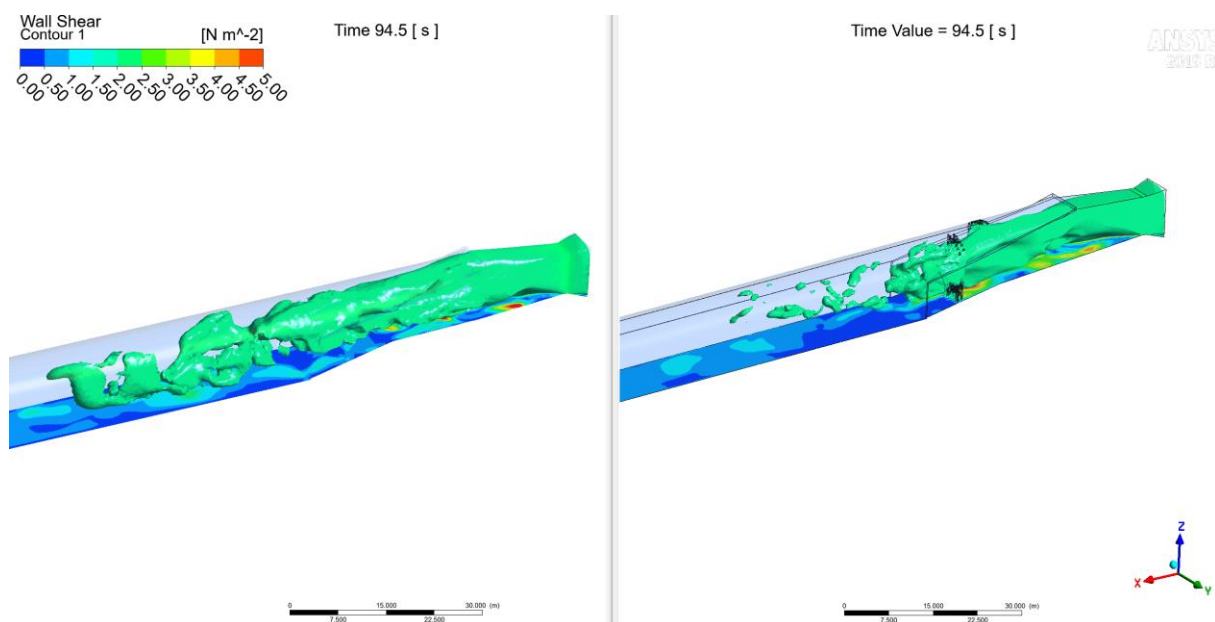 Wall Shear
Contour 1
[N m^-2]
0.00
0.50
1.00
1.50
2.00
2.50
3.00
3.50
4.00
4.50
5.00
Time 94.5 [ s ]
0 15.000 30.000 (m)
7.500 22.500
Time Value = 94.5 [ s ]
0 15.000 30.000 (m)
7.500 22.500
Z
X
Y